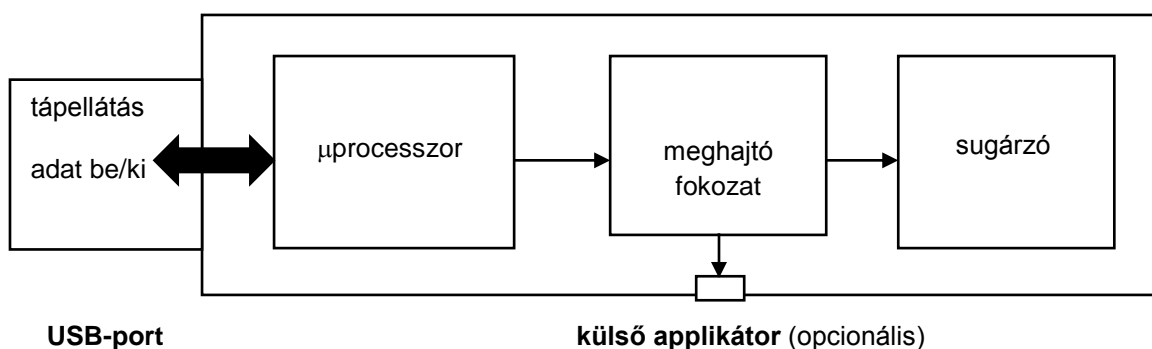 tápellátás
adat be/ki
μprocesszor
meghajtó
fokozat
sugárzó
USB-port
külső applikátor (opcionális)